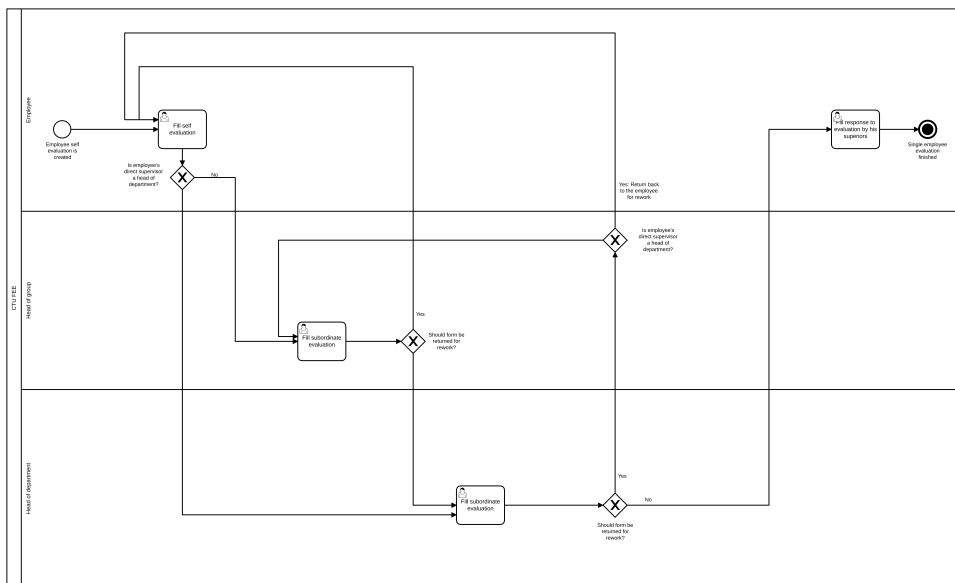 CTU FEE
Employee
Employee self
evaluation is
created
Fill self
evaluation
Is employee's
direct supervisor
a head of
department?
No
Yes: Return back
to the employee
for rework
Fill response to
evaluation by his
superiors
Single employee
evaluation
finished
Head of group
Is employee's
direct supervisor
a head of
department?
Fill subordinate
evaluation
Yes
Should form be
returned for
rework?
Head of department
Fill subordinate
evaluation
Yes
No
Should form be
returned for
rework?